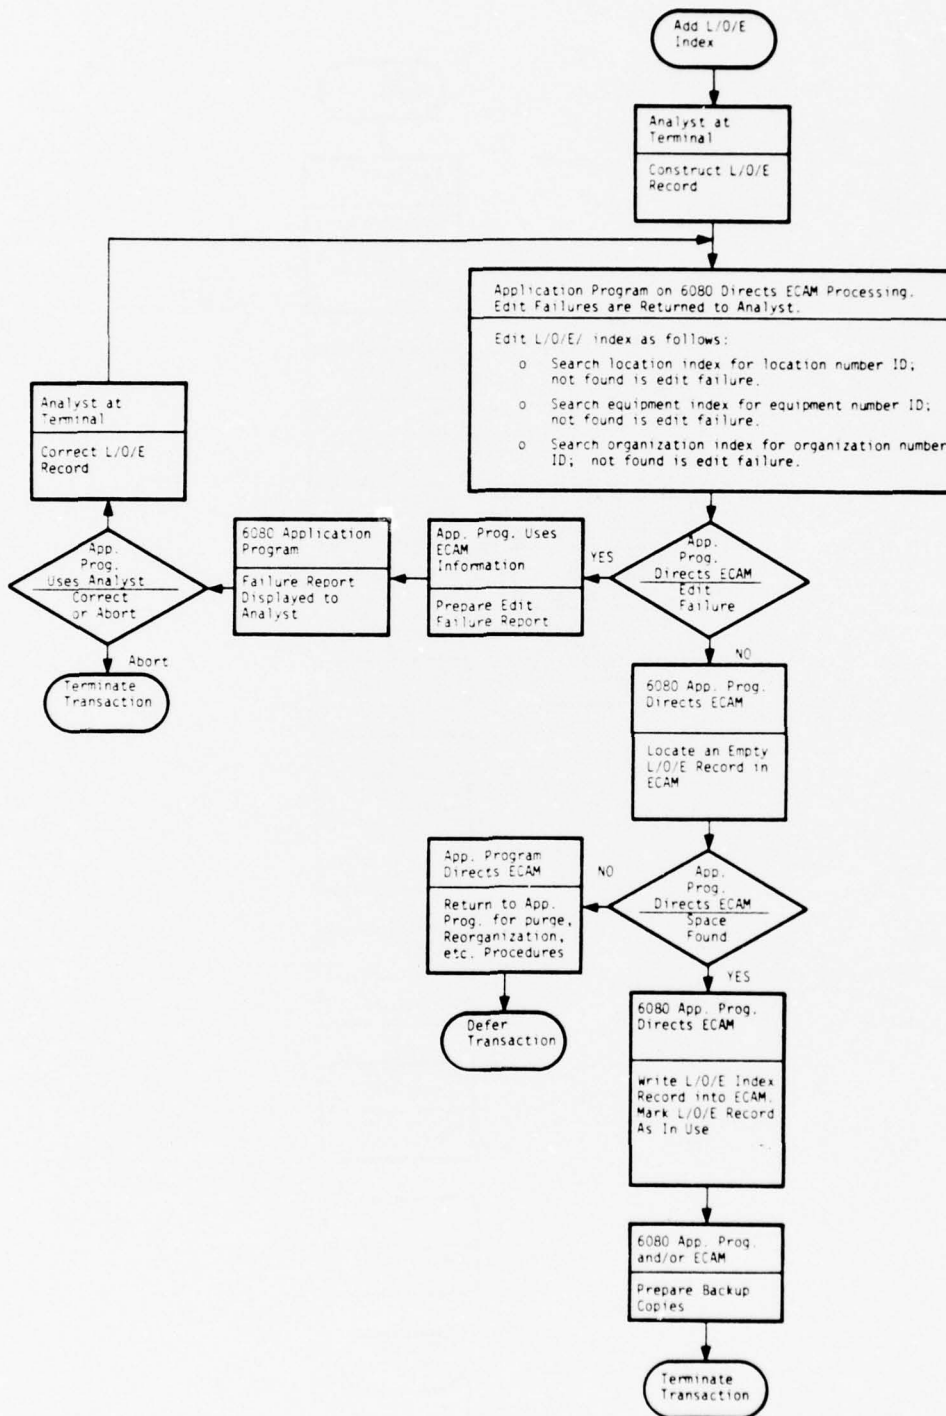 Add L/O/E
Index
Analyst at
Terminal
Construct L/O/E
Record
Application Program on 6080 Directs ECAM Processing.
Edit Failures are Returned to Analyst.
Edit L/O/E/ index as follows:
o Search location index for location number ID;
not found is edit failure.
o Search equipment index for equipment number ID;
not found is edit failure.
o Search organization index for organization number
ID; not found is edit failure.
Analyst at
Terminal
Correct L/O/E
Record
App.
Prog.
Uses Analyst
Correct
or Abort
Abort
Terminate
Transaction
6080 Application
Program
Failure Report
Displayed to
Analyst
App. Prog. Uses
ECAM
Information
Prepare Edit
Failure Report
YES
App.
Prog.
Directs ECAM
Edit
Failure
NO
6080 App. Prog.
Directs ECAM
Locate an Empty
L/O/E Record in
ECAM
App. Program
Directs ECAM
Return to App.
Prog. for purge,
Reorganization,
etc. Procedures
NO
App.
Prog.
Directs ECAM
Space
Found
YES
Defer
Transaction
6080 App. Prog.
Directs ECAM
Write L/O/E Index
Record into ECAM.
Mark L/O/E Record
As In Use
6080 App. Prog.
and/or ECAM
Prepare Backup
Copies
Terminate
Transaction